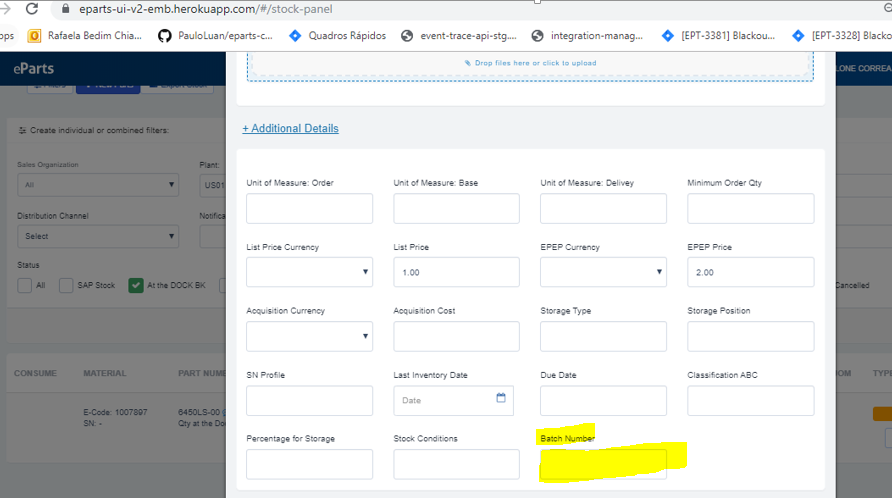 eparts-ui-v2-emb.herokuapp.com/#/stock-panel
pps Rafaela Bedim Chia... PauloLuan/eparts-c... Quadros Rápidos event-trace-api-stg.... integration-manag... [EPT-3381] Blackou... [EPT-3328] Blacko
eParts
LONE CORREA
Drop files here or click to upload
Filters
Export
Create individual or combined filters:
+ Additional Details
Sales Organization
Plant:
All
US01
Distribution Channel
Notifica
Select
Status
All SAP Stock At the DOCK BK
Cancelled
Unit of Measure: Order Unit of Measure: Base Unit of Measure: Delivey Minimum Order Qty
List Price Currency List Price EPEP Currency EPEP Price
1.00 2.00
Acquisition Currency Acquisition Cost Storage Type Storage Position
SN Profile Last Inventory Date Due Date Classification ABC
Date
Percentage for Storage Stock Conditions Batch Number
CONSUME MATERIAL PART NUME
OM TYPE
E-Code: 1007897 6450LS-00
SN: - Qty at the Do